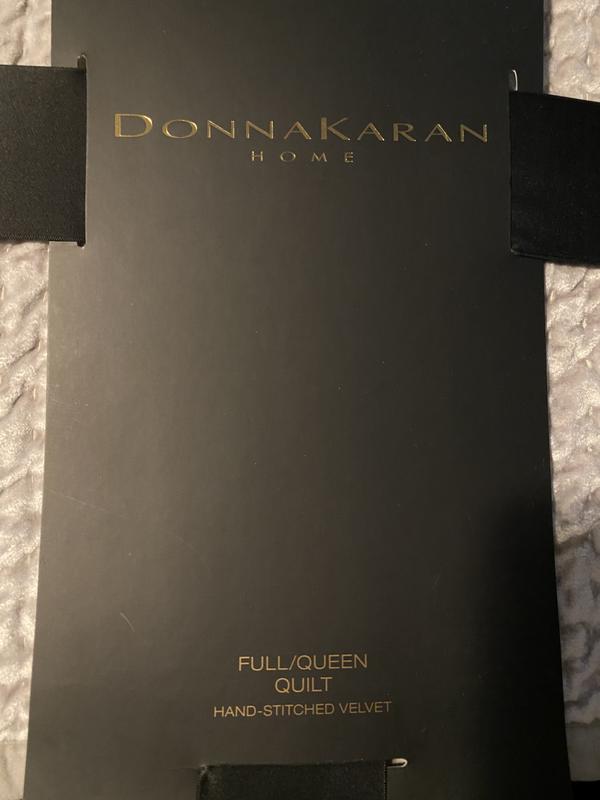 DONNAKARAN
HOME
FULL/QUEEN
QUILT
HAND-STITCHED VELVET